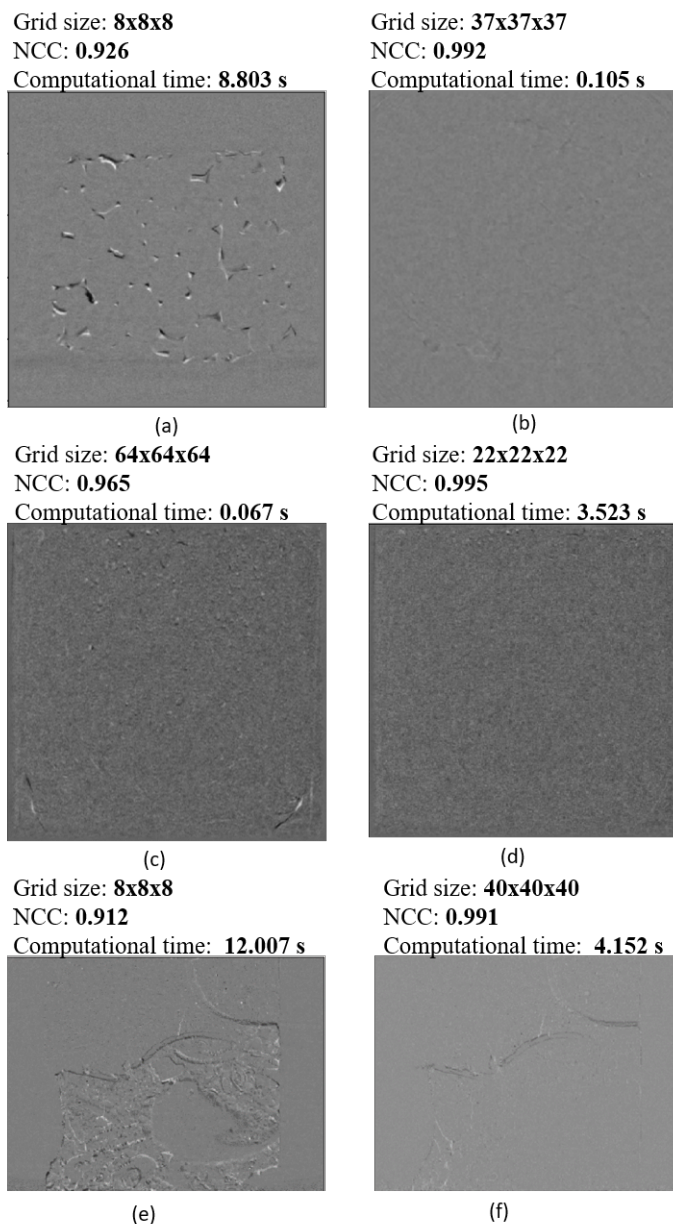 Grid size: 8x8x8
NCC: 0.926
Computational time: 8.803 s
(a)
Grid size: 37x37x37
NCC: 0.992
Computational time: 0.105 s
(b)
Grid size: 64x64x64
NCC: 0.965
Computational time: 0.067 s
(c)
Grid size: 22x22x22
NCC: 0.995
Computational time: 3.523 s
(d)
Grid size: 8x8x8
NCC: 0.912
Computational time: 12.007 s
(e)
Grid size: 40x40x40
NCC: 0.991
Computational time: 4.152 s
(f)